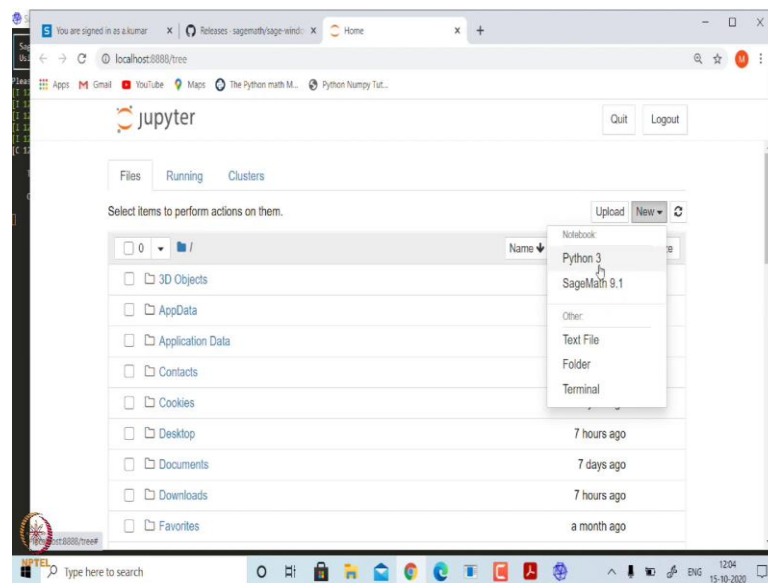 You are signed in as a.kumar
Releases · sagemath/sage-windo
Home
localhost:8888/tree
Apps
Gmail
YouTube
Maps
The Python math M...
Python Numpy Tut...
jupyter
Quit
Logout
Files
Running
Clusters
Select items to perform actions on them.
Upload
New
0
/
Name
Notebook:
Python 3
SageMath 9.1
Other:
Text File
Folder
Terminal
3D Objects
AppData
Application Data
Contacts
Cookies
Desktop
7 hours ago
Documents
7 days ago
Downloads
7 hours ago
Favorites
a month ago
NPTEL
Type here to search
ENG
12:04
15-10-2020